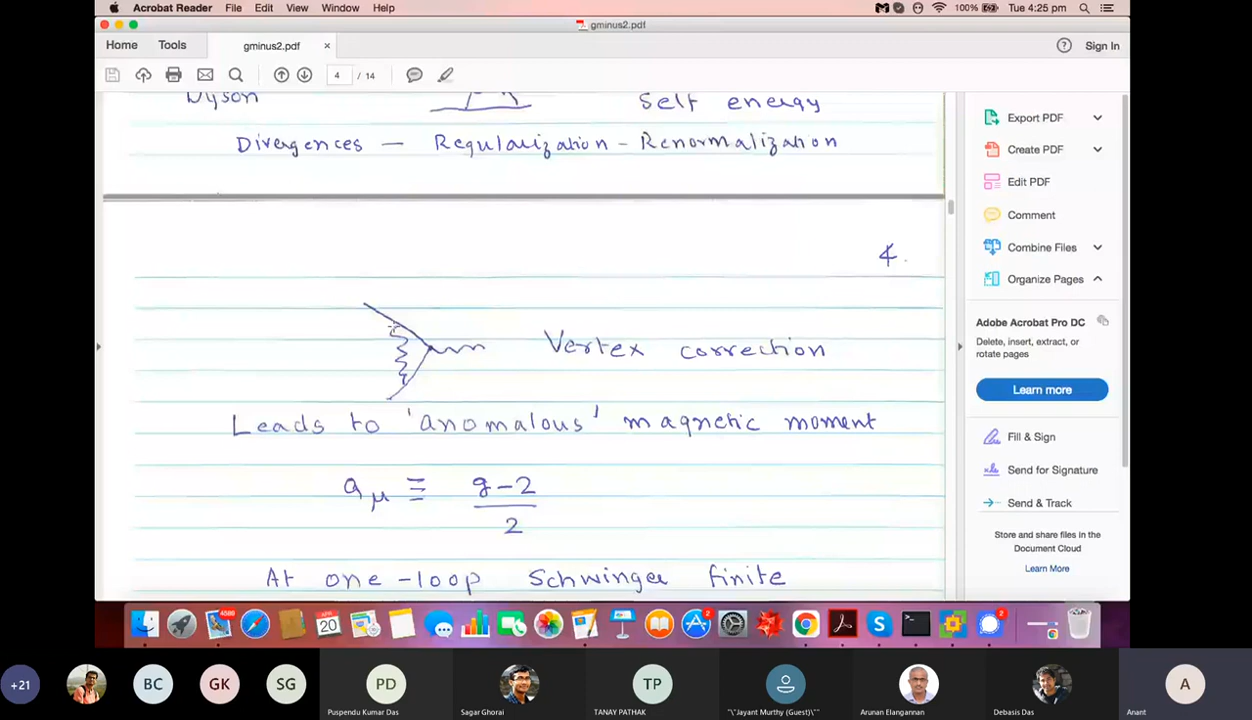 Acrobat Reader File Edit View Window Help 100% Tue 4:25 pm
gminus2.pdf
Home Tools gminus2.pdf × Sign In
4 / 14
Dyson Self energy
Divergences — Regularization - Renormalization
4.
Vertex correction
Leads to 'anomalous' magnetic moment
aμ ≡ g-2
2
At one-loop Schwinger finite
Export PDF
Create PDF
Edit PDF
Comment
Combine Files
Organize Pages
Adobe Acrobat Pro DC
Delete, insert, extract, or
rotate pages
Learn more
Fill & Sign
Send for Signature
Send & Track
Store and share files in the
Document Cloud
Learn More
4089
APR
20
2
2
+21 BC GK SG PD TP A
Puspendu Kumar Das Sagar Ghorai TANAY PATHAK "\"Jayant Murthy (Guest)\"" Arunan Elangannan Debasis Das Anant